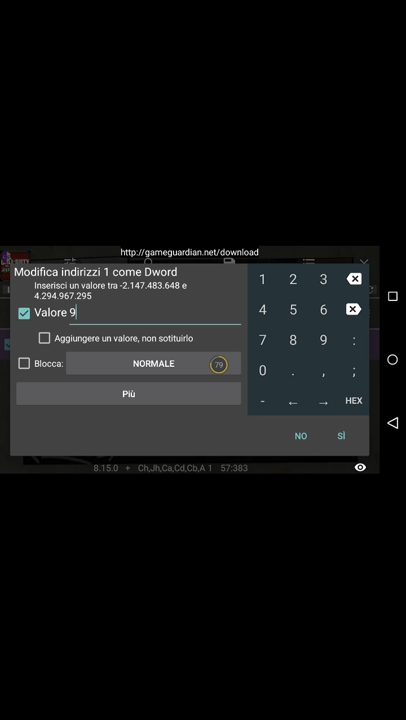 http://gameguardian.net/download
Modifica indirizzi 1 come Dword
Inserisci un valore tra -2.147.483.648 e
4.294.967.295
Valore 9
Aggiungere un valore, non sotituirlo
Blocca: NORMALE 79
Più
1 2 3
4 5 6
7 8 9 :
0 . , ;
- ← → HEX
NO SÌ
8.15.0 + Ch,Jh,Ca,Cd,Cb,A 1 57:383